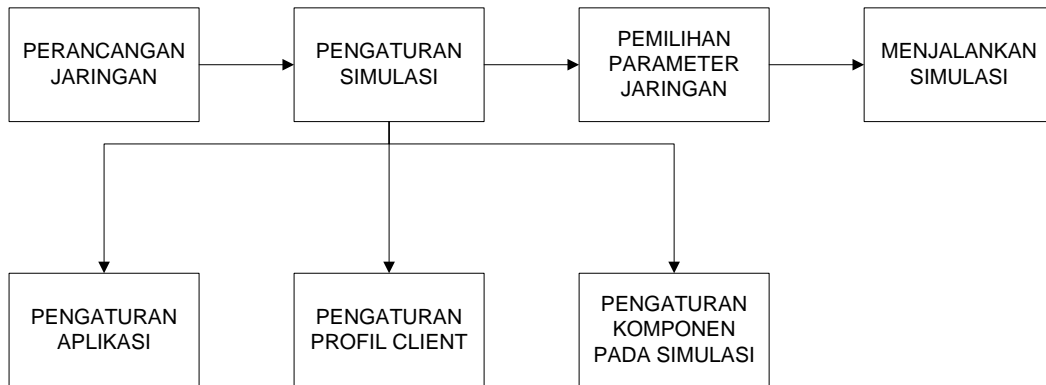 PERANCANGAN
JARINGAN
PENGATURAN
SIMULASI
PEMILIHAN
PARAMETER
JARINGAN
MENJALANKAN
SIMULASI
PENGATURAN
APLIKASI
PENGATURAN
PROFIL CLIENT
PENGATURAN
KOMPONEN
PADA SIMULASI